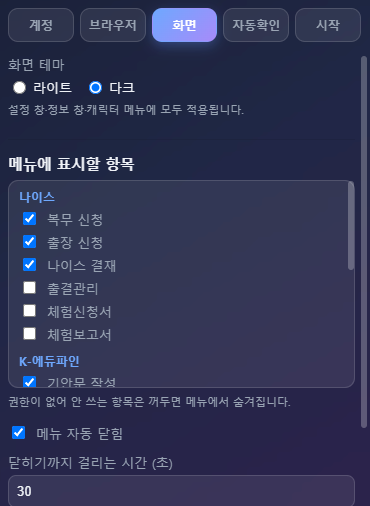 계정 브라우저 화면 자동확인 시작
화면 테마
라이트 다크
설정 창·정보 창·캐릭터 메뉴에 모두 적용됩니다.
메뉴에 표시할 항목
나이스
복무 신청
출장 신청
나이스 결재
출결관리
체험신청서
체험보고서
K-에듀파인
기안문 작성
권한이 없어 안 쓰는 항목은 꺼두면 메뉴에서 숨겨집니다.
메뉴 자동 닫힘
닫히기까지 걸리는 시간 (초)
30